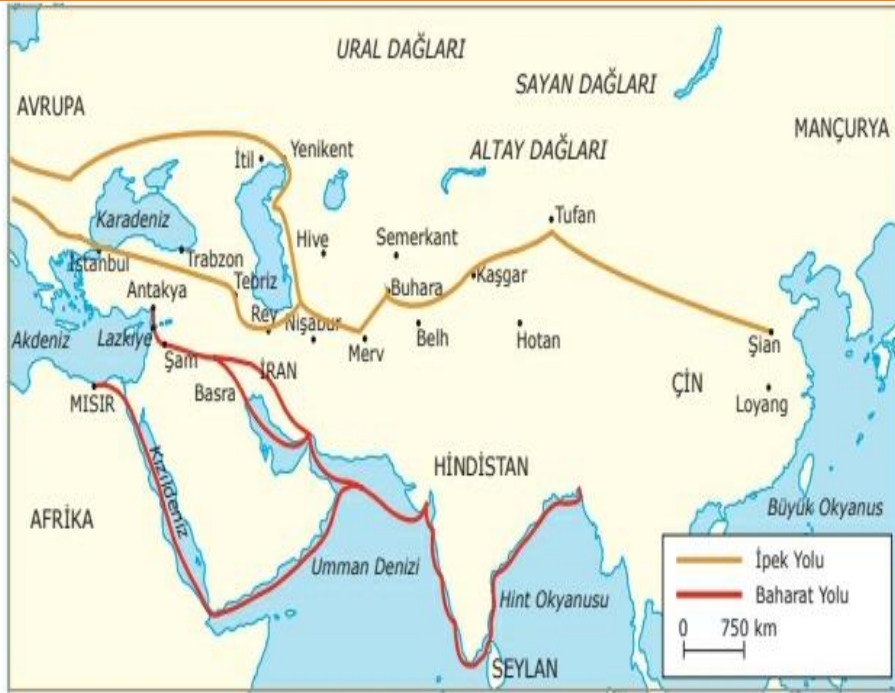 URAL DAĞLARI
SAYAN DAĞLARI
AVRUPA
MANÇURYA
İtil
Yenikent
ALTAY DAĞLARI
Karadeniz
Tufan
Hive
Semerkant
İstanbul
Trabzon
Tebriz
Kaşgar
Antakya
Buhara
Rey
Nişabur
Akdeniz
Lazkiye
Merv
Belh
Hotan
Şian
Şam
İRAN
ÇİN
MISIR
Basra
Loyang
Kızıldeniz
HİNDİSTAN
AFRİKA
Büyük Okyanus
Umman Denizi
Hint Okyanusu
SEYLAN
İpek Yolu
Baharat Yolu
0 750 km